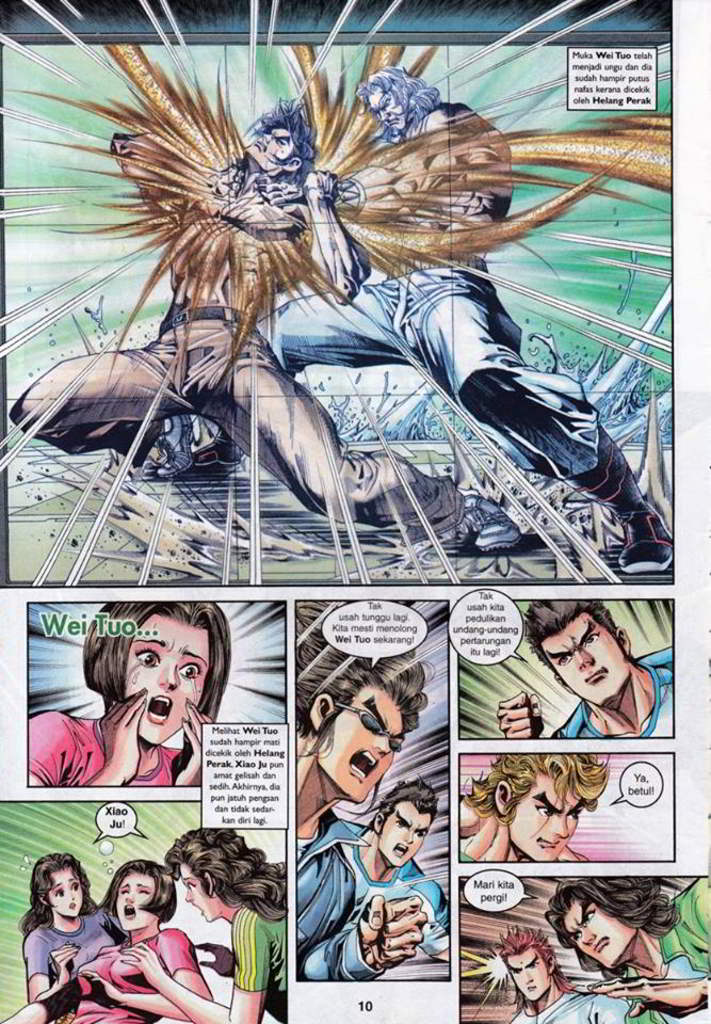 Muka Wei Tuo telah
menjadi ungu dan dia
sudah hampir putus
nafas kerana dicekik
oleh Helang Perak
Wei Tuo...
Melihat Wei Tuo
sudah hampir mati
dicekik oleh Helang
Perak, Xiao Ju pun
amat gelisah dan
sedih. Akhirnya, dia
pun jatuh pengsan
dan tidak sedar-
kan diri lagi.
Xiao
Ju!
Tak
usah tunggu lagi.
Kita mesti menolong
Wei Tuo sekarang!
Tak
usah kita
pedulikan
undang-undang
pertarungan
itu lagi!
Ya,
betul!
Mari kita
pergi!
10